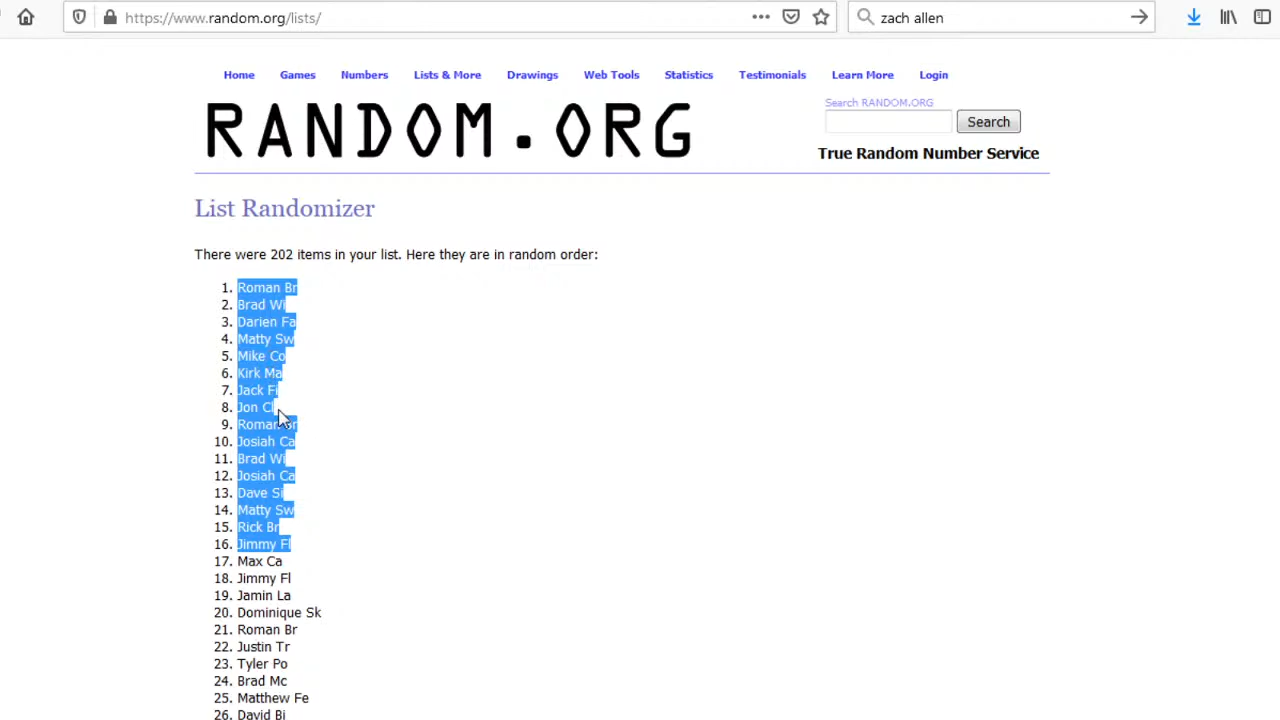 https://www.random.org/lists/
zach allen
Home Games Numbers Lists & More Drawings Web Tools Statistics Testimonials Learn More Login
RANDOM.ORG
Search RANDOM.ORG
Search
True Random Number Service
List Randomizer
There were 202 items in your list. Here they are in random order:
1. Roman Br
2. Brad Wi
3. Darien Fa
4. Matty Sw
5. Mike Co
6. Kirk Ma
7. Jack Fi
8. Jon Cl
9. Roman Br
10. Josiah Ca
11. Brad Wi
12. Josiah Ca
13. Dave Si
14. Matty Sw
15. Rick Br
16. Jimmy Fl
17. Max Ca
18. Jimmy Fl
19. Jamin La
20. Dominique Sk
21. Roman Br
22. Justin Tr
23. Tyler Po
24. Brad Mc
25. Matthew Fe
26. David Bi